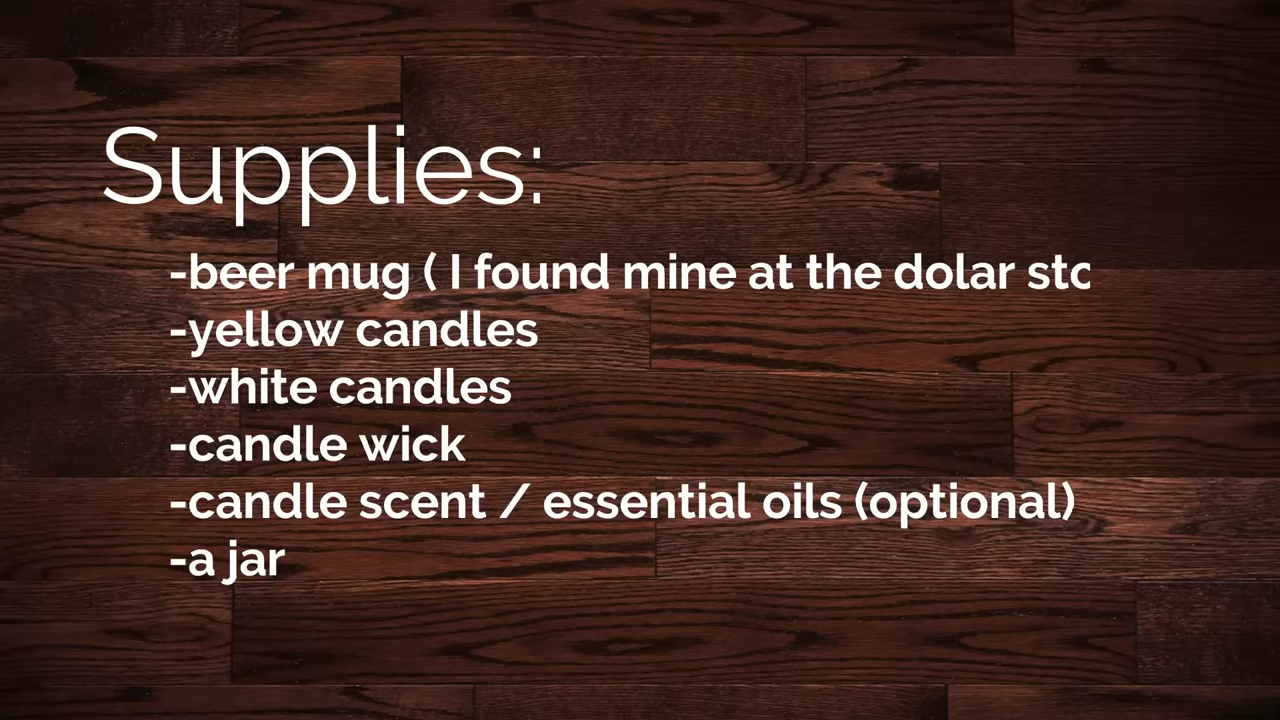 Supplies:
-beer mug ( I found mine at the dolar
-yellow candles
-white candles
-candle wick
-candle scent / essential oils (optional)
-a jar